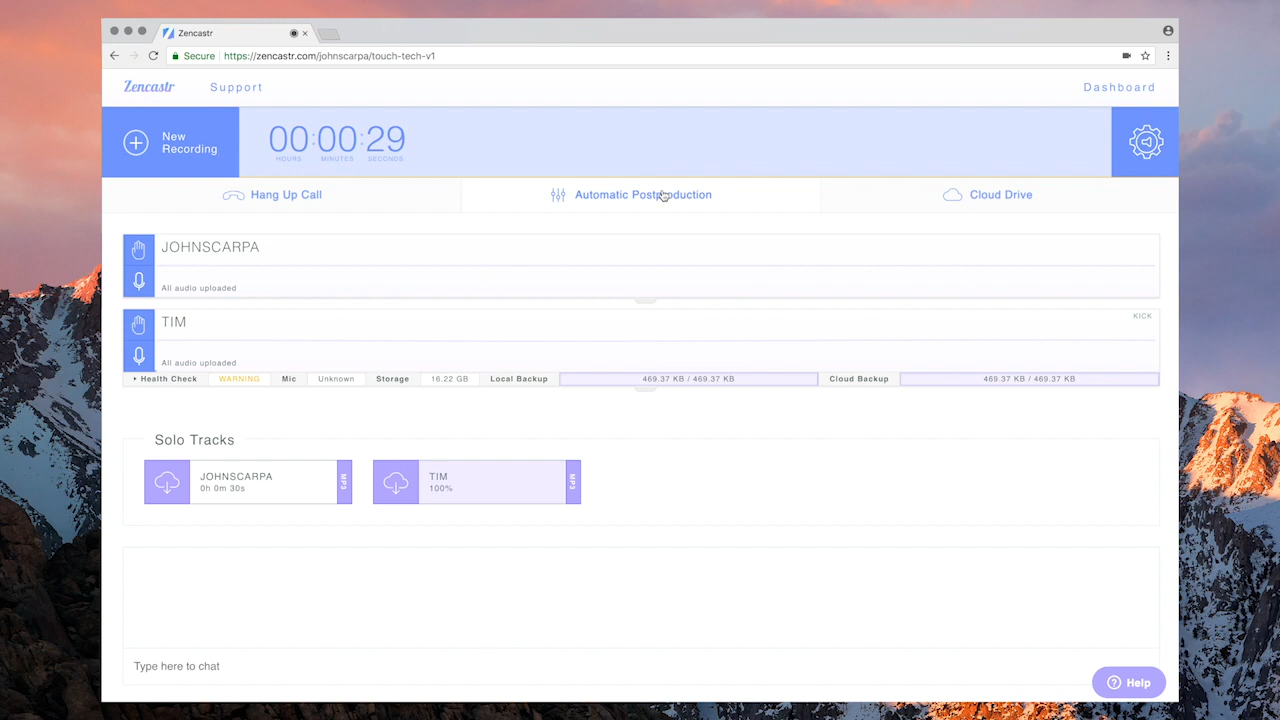 Zencastr
Secure https://zencastr.com/johnscarpa/touch-tech-v1
Zencastr Support Dashboard
New
Recording
00:00:29
HOURS MINUTES SECONDS
Hang Up Call Automatic Postproduction Cloud Drive
JOHNSCARPA
All audio uploaded
TIM KICK
All audio uploaded
Health Check WARNING Mic Unknown Storage 16.22 GB Local Backup 469.37 KB / 469.37 KB Cloud Backup 469.37 KB / 469.37 KB
Solo Tracks
JOHNSCARPA MP3 TIM MP3
0h 0m 30s 100%
Type here to chat
Help